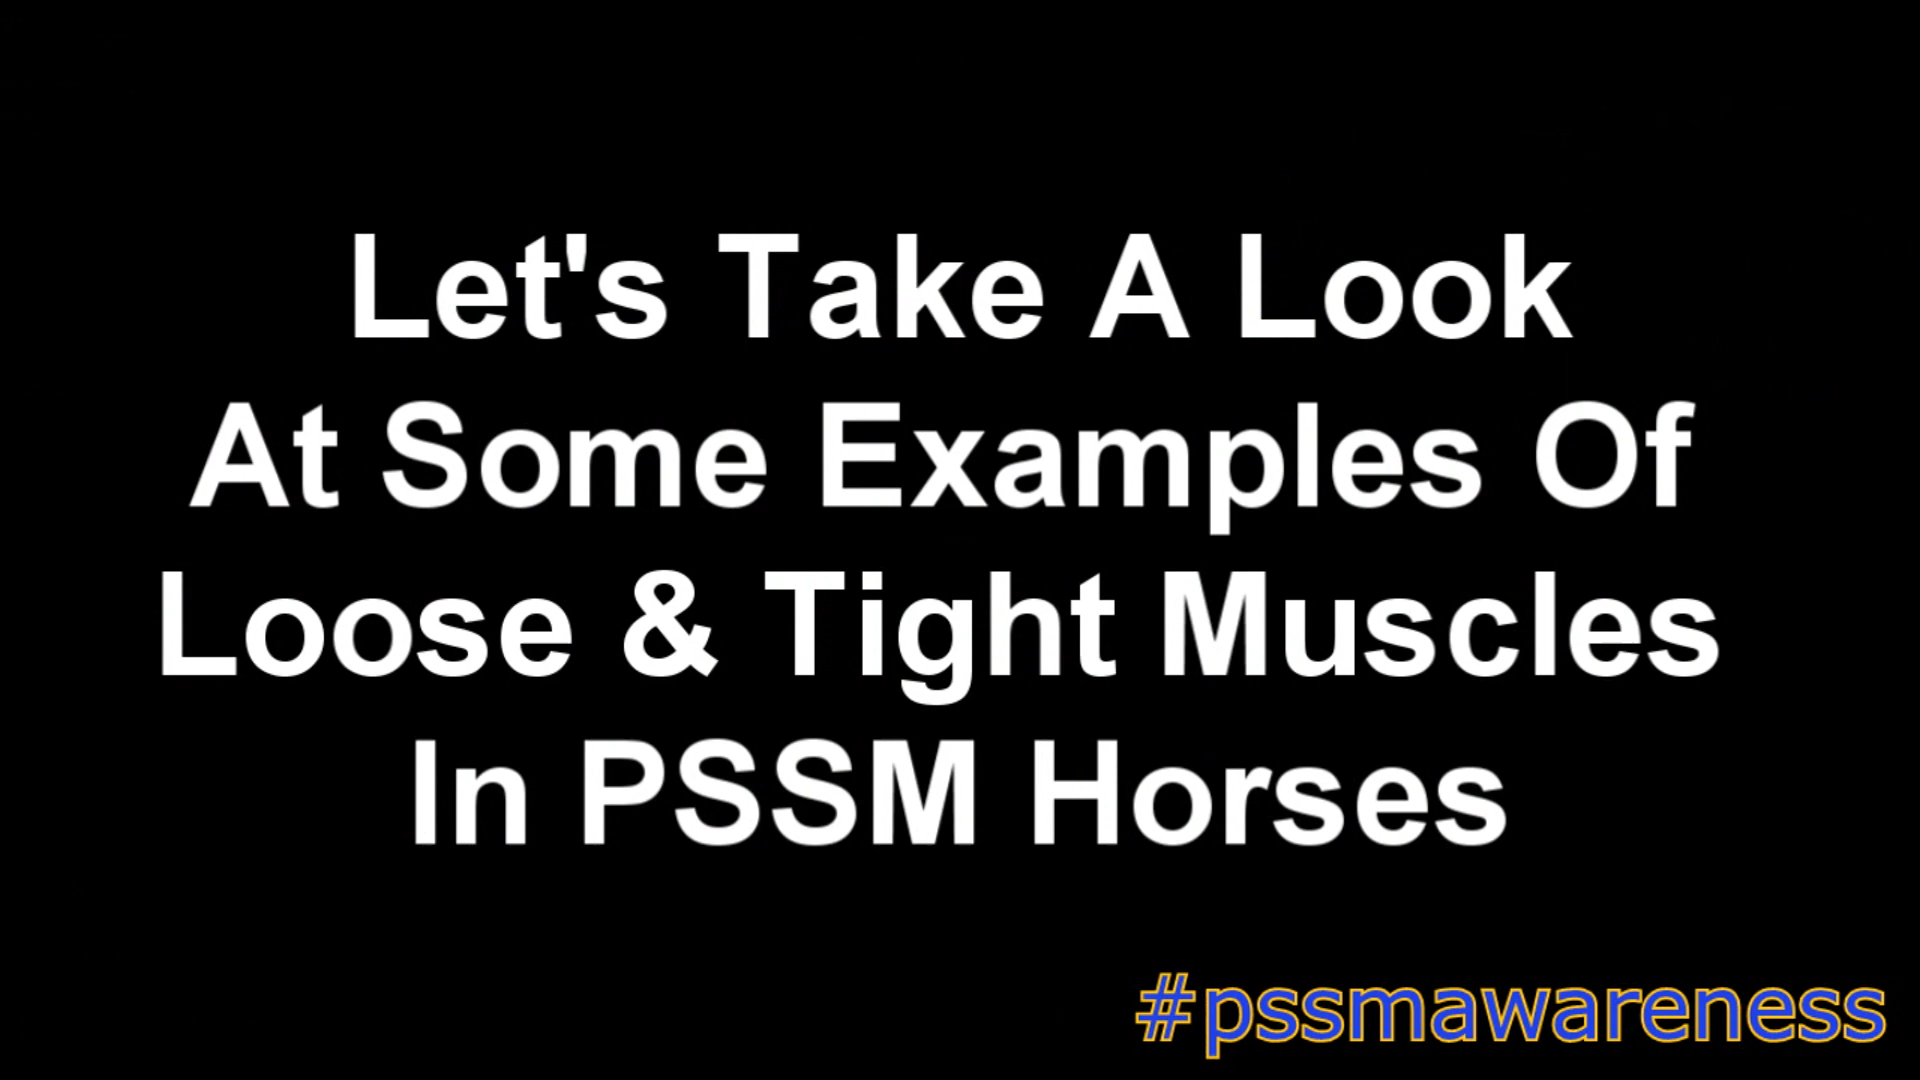 Let's Take A Look
At Some Examples Of
Loose & Tight Muscles
In PSSM Horses
#pssmawareness